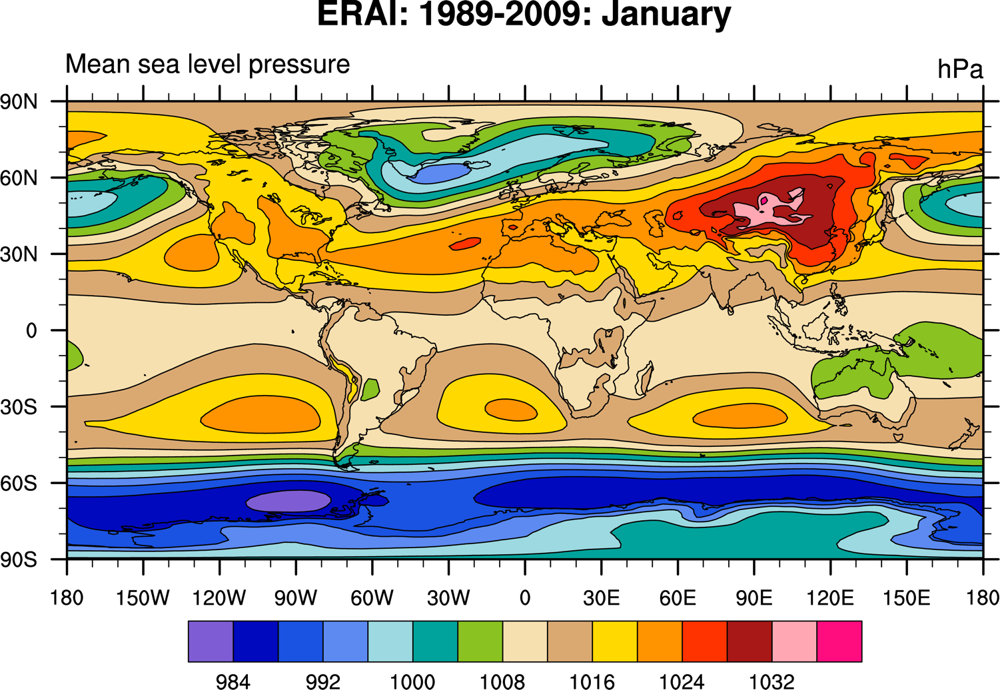 ERAI: 1989-2009: January
Mean sea level pressure
hPa
90N
60N
30N
0
30S
60S
90S
180 150W 120W 90W 60W 30W 0 30E 60E 90E 120E 150E 180
984 992 1000 1008 1016 1024 1032